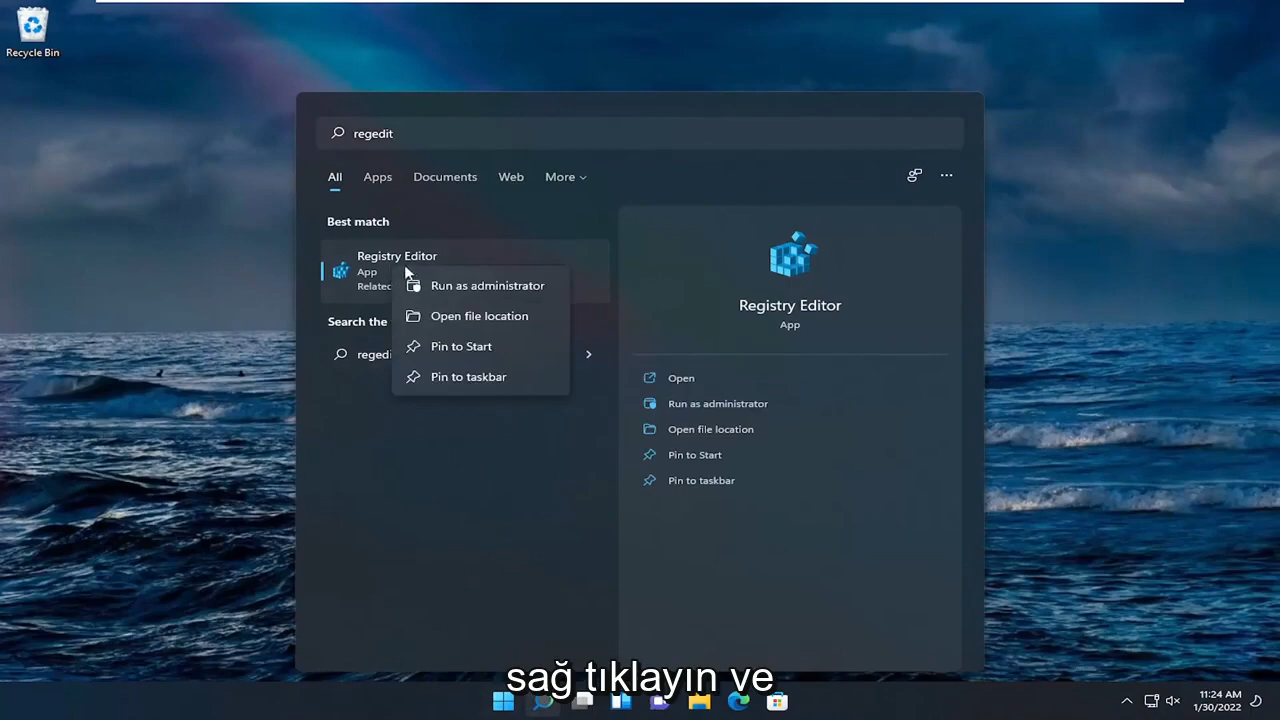 Recycle Bin
regedit
All Apps Documents Web More
Best match
Registry Editor
App
Search the
Run as administrator
Open file location
Pin to Start
Pin to taskbar
Registry Editor
App
Open
Run as administrator
Open file location
Pin to Start
Pin to taskbar
sağ tıklayın ve
11:24 AM
1/30/2022